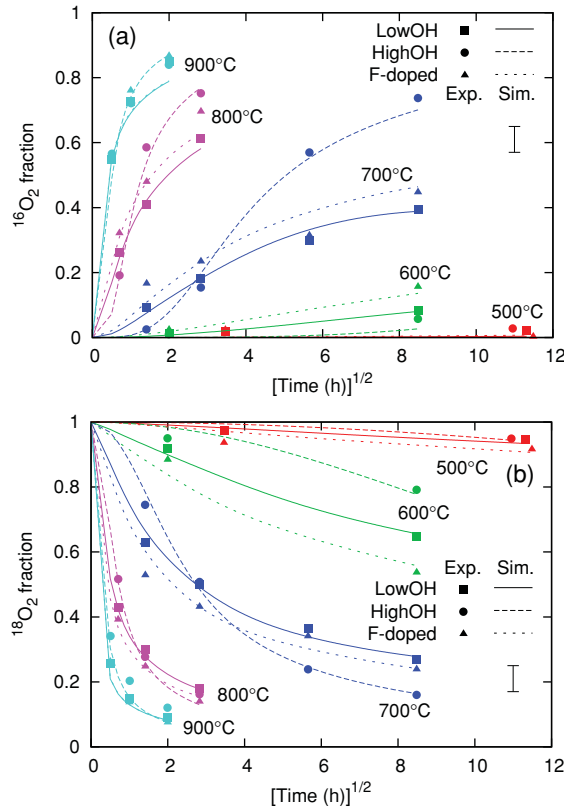 (a)
LowOH
HighOH
F-doped
Exp. Sim.
900°C
800°C
700°C
600°C
500°C
1
0.8
0.6
0.4
0.2
0
¹⁶O₂ fraction
0 2 4 6 8 10 12
[Time (h)]¹/²
(b)
500°C
600°C
Exp. Sim.
LowOH
HighOH
F-doped
800°C
700°C
900°C
1
0.8
0.6
0.4
0.2
0
¹⁸O₂ fraction
0 2 4 6 8 10 12
[Time (h)]¹/²